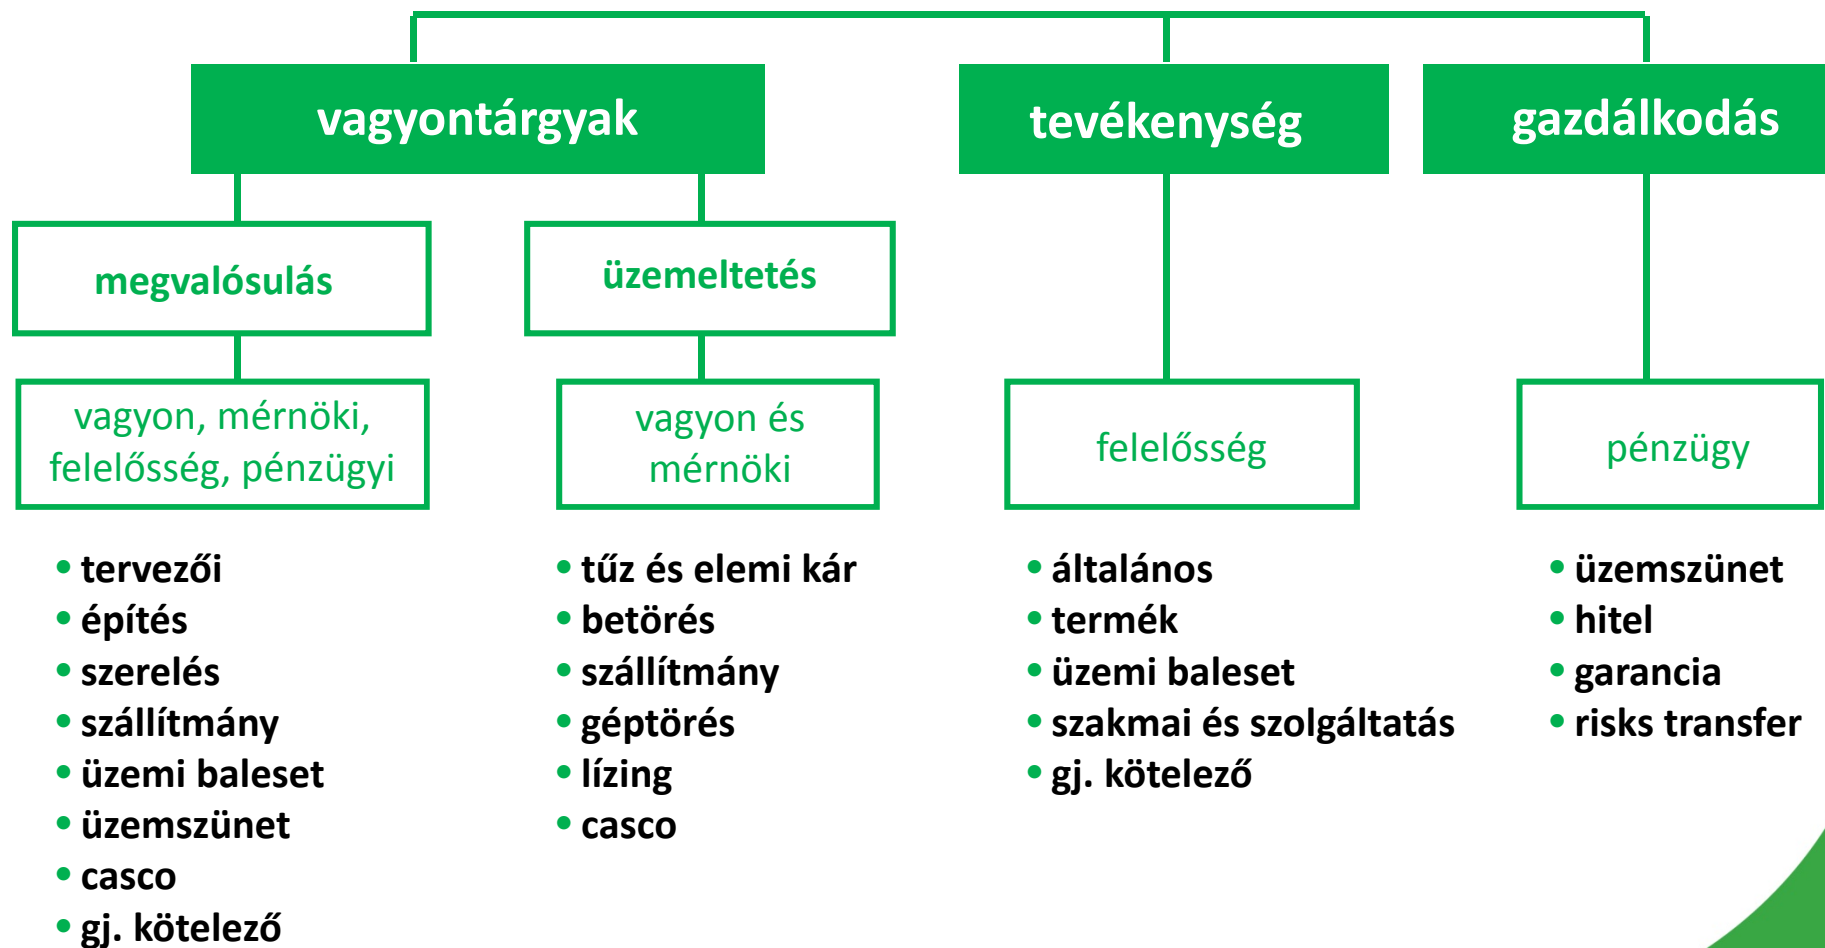 vagyontárgyak
tevékenység
gazdálkodás
megvalósulás
üzemeltetés
vagyon, mérnöki,
felelősség, pénzügyi
vagyon és
mérnöki
felelősség
pénzügy
• tervezői
• építés
• szerelés
• szállítmány
• üzemi baleset
• üzemszünet
• casco
• gj. kötelező
• tűz és elemi kár
• betörés
• szállítmány
• géptörés
• lízing
• casco
• általános
• termék
• üzemi baleset
• szakmai és szolgáltatás
• gj. kötelező
• üzemszünet
• hitel
• garancia
• risks transfer